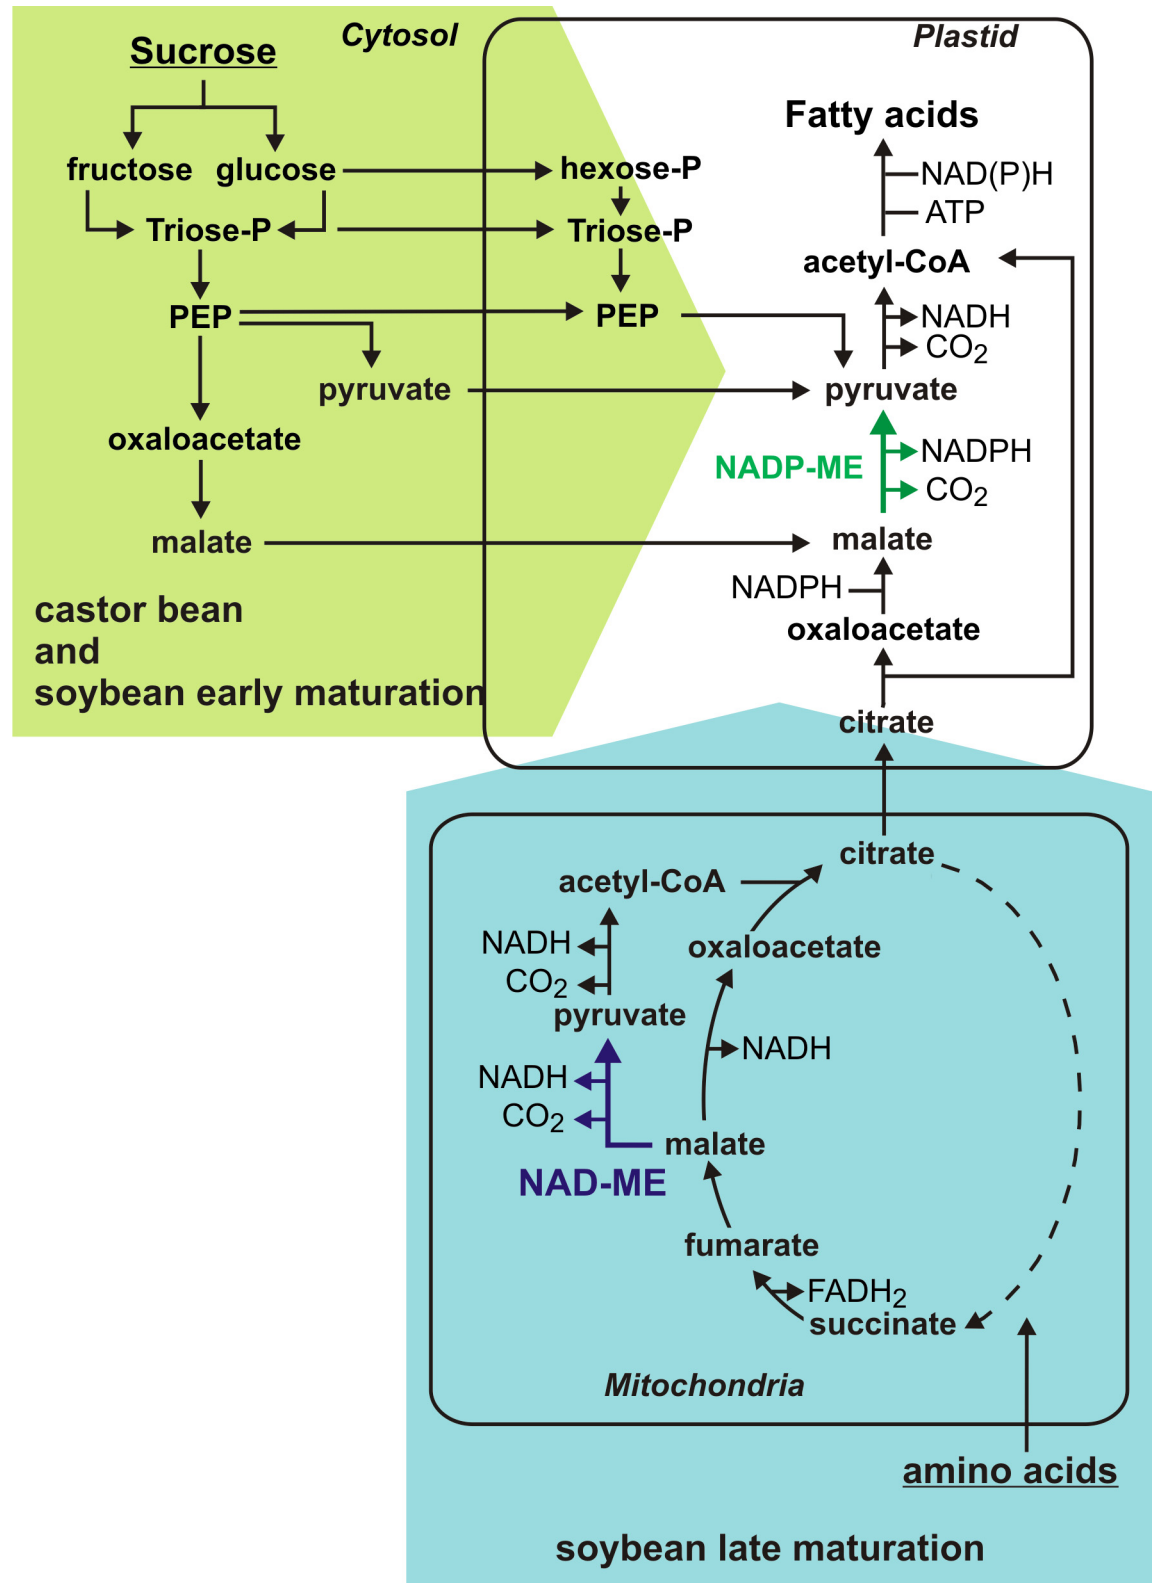 Sucrose
Cytosol
Plastid
Fatty acids
fructose glucose
hexose-P
NAD(P)H
ATP
Triose-P
Triose-P
acetyl-CoA
PEP
PEP
NADH
CO2
pyruvate
pyruvate
oxaloacetate
NADP-ME
NADPH
CO2
malate
malate
NADPH
castor bean
and
soybean early maturation
oxaloacetate
citrate
citrate
acetyl-CoA
NADH
oxaloacetate
CO2
pyruvate
NADH
NADH
CO2
malate
NAD-ME
fumarate
FADH2
succinate
Mitochondria
amino acids
soybean late maturation